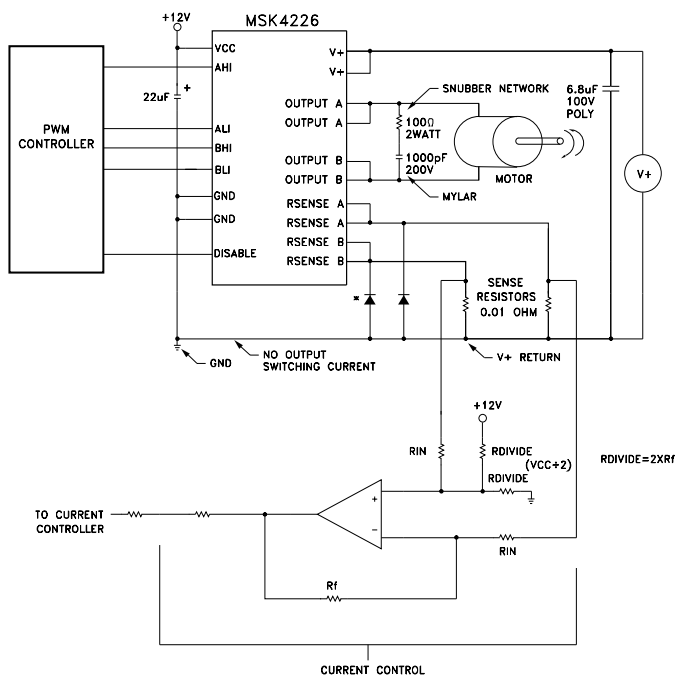 MSK4226
+12V
VCC
AHI
22uF
+
PWM
CONTROLLER
ALI
BHI
BLI
GND
GND
DISABLE
V+
V+
OUTPUT A
OUTPUT A
OUTPUT B
OUTPUT B
RSENSE A
RSENSE A
RSENSE B
RSENSE B
SNUBBER NETWORK
100Ω
2WATT
1000pF
200V
MYLAR
MOTOR
6.8uF
100V
POLY
V+
*
SENSE
RESISTORS
0.01 OHM
GND
NO OUTPUT
SWITCHING CURRENT
V+ RETURN
+12V
RIN
RDIVIDE
(VCC÷2)
RDIVIDE
RDIVIDE=2XRf
+
−
TO CURRENT
CONTROLLER
RIN
Rf
CURRENT CONTROL